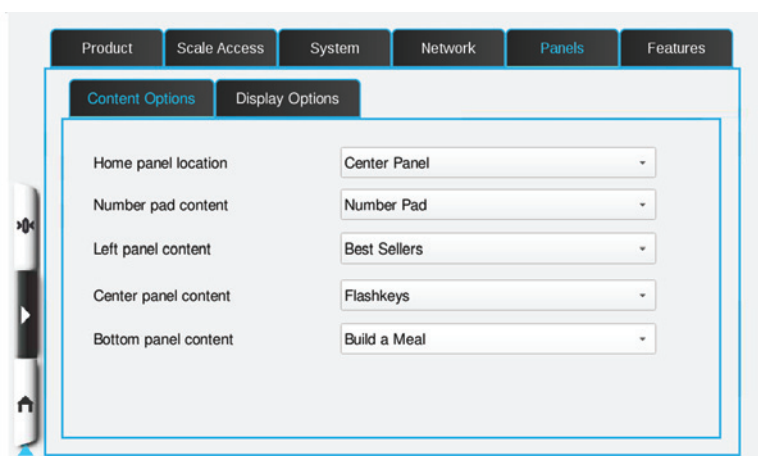 Product Scale Access System Network Panels Features
Content Options Display Options
Home panel location Center Panel
Number pad content Number Pad
Left panel content Best Sellers
Center panel content Flashkeys
Bottom panel content Build a Meal
>0<